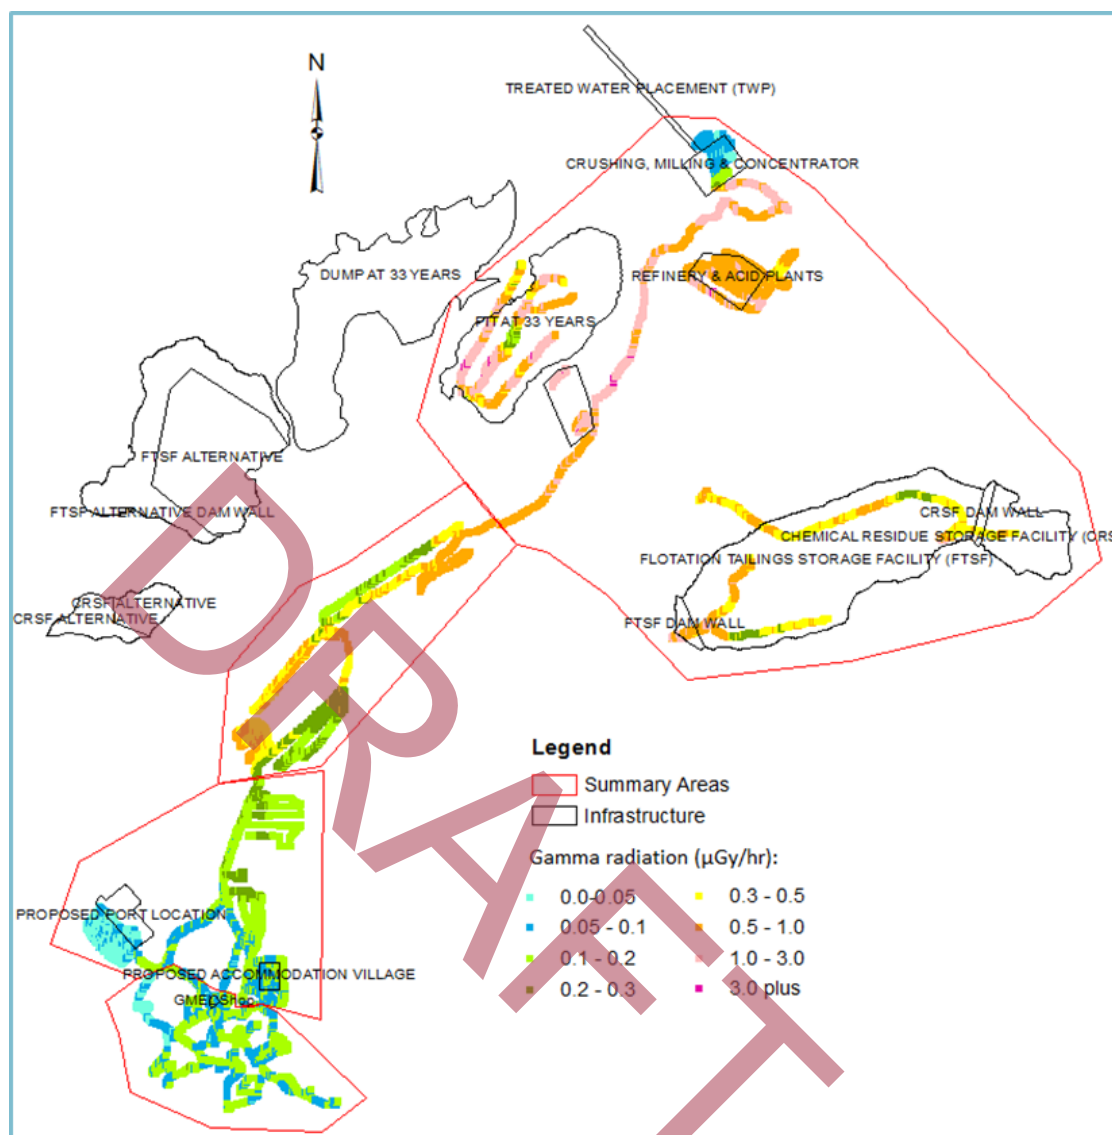 N
TREATED WATER PLACEMENT (TWP)
CRUSHING, MILLING & CONCENTRATOR
DUMP AT 33 YEARS
REFINERY & ACID PLANTS
PIT AT 33 YEARS
FTSF ALTERNATIVE
FTSF ALTERNATIVE DAM WALL
CRSF DAM WALL
CHEMICAL RESIDUE STORAGE FACILITY (CRS
FLOTATION TAILINGS STORAGE FACILITY (FTSF)
CRSF ALTERNATIVE
CRSF ALTERNATIVE
FTSF DAM WALL
DRAFT
Legend
Summary Areas
Infrastructure
Gamma radiation (µGy/hr):
0.0-0.05
0.05 - 0.1
0.1 - 0.2
0.2 - 0.3
0.3 - 0.5
0.5 - 1.0
1.0 - 3.0
3.0 plus
PROPOSED PORT LOCATION
PROPOSED ACCOMMODATION VILLAGE